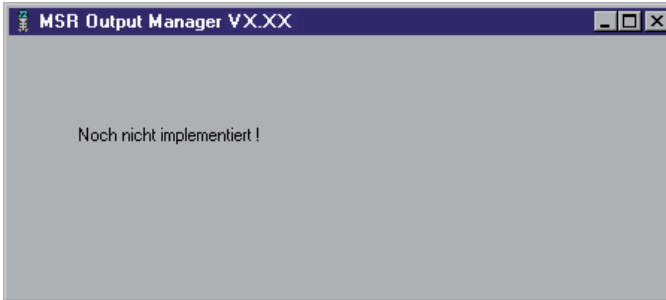 MSR Output Manager VX.XX
Noch nicht implementiert !